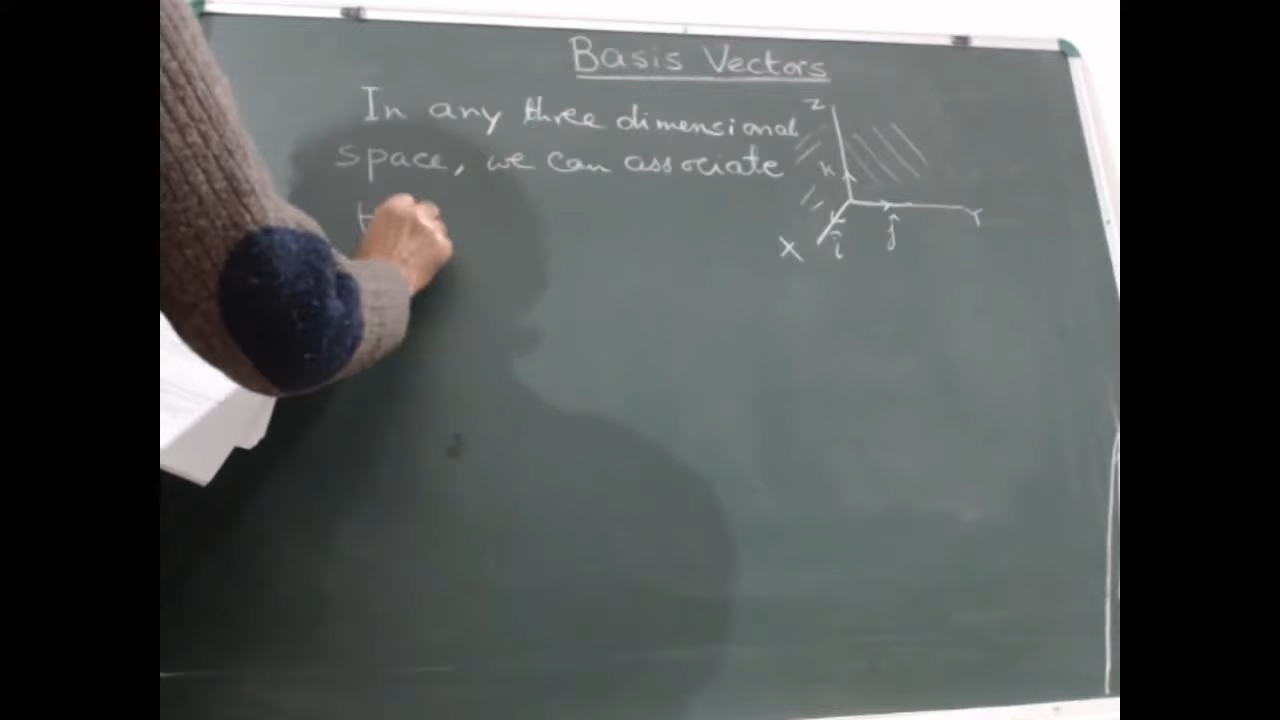 Basis Vectors
In any three dimensional
space, we can associate
t
Z
k
Y
ĵ
X
î